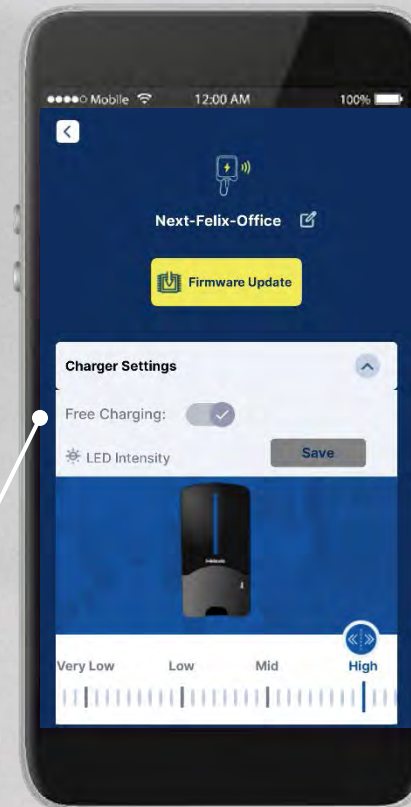 Mobile 12:00 AM 100%
Next-Felix-Office
Firmware Update
Charger Settings
Free Charging:
LED Intensity Save
Very Low Low Mid High